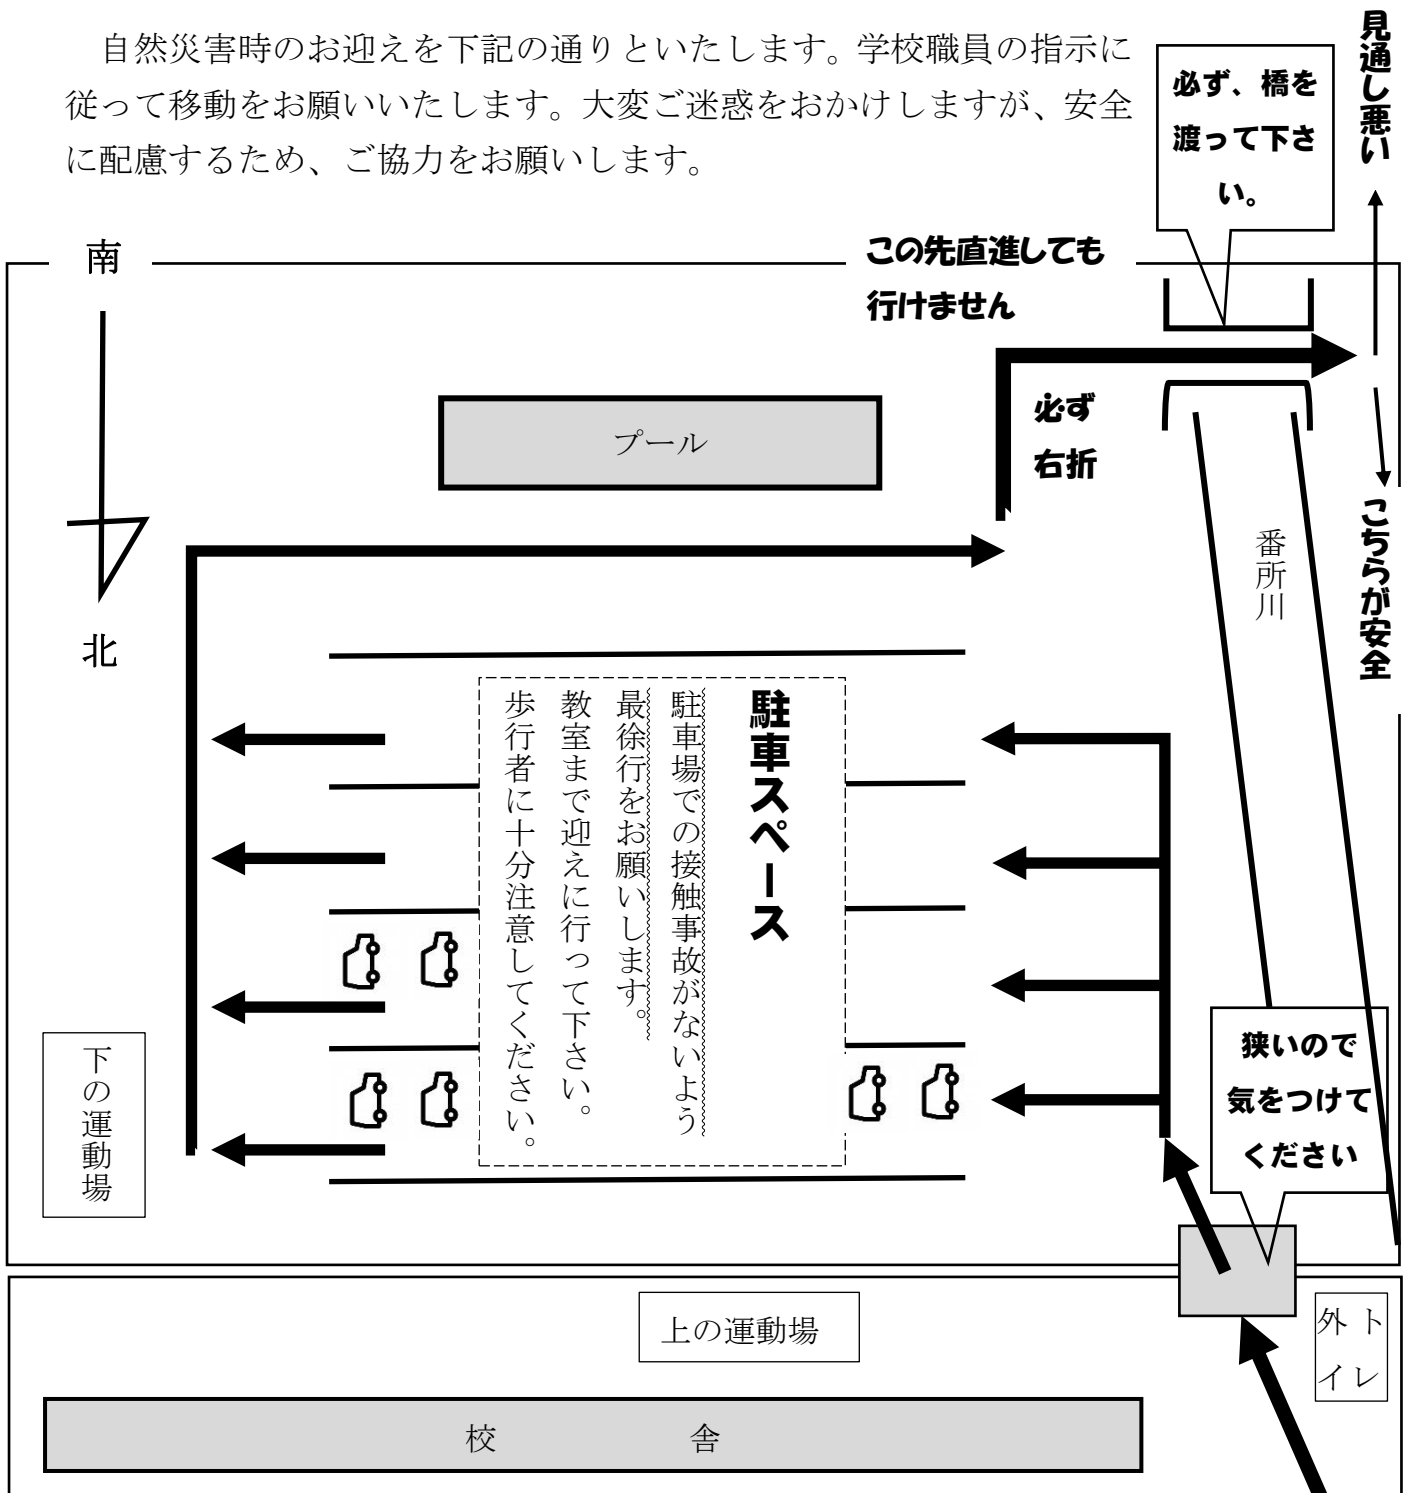 自然災害時のお迎えを下記の通りといたします。学校職員の指示に
従って移動をお願いいたします。大変ご迷惑をおかけしますが、安全
に配慮するため、ご協力をお願いします。
必ず、橋を
渡って下さ
い。
見通し悪い
南
この先直進しても
行けません
プール
必ず
右折
番所川
こちらが安全
北
駐車スペース
駐車場での接触事故がないよう
最徐行をお願いします。
教室まで迎えに行って下さい。
歩行者に十分注意してください。
下の運動場
狭いので
気をつけて
ください
上の運動場
外ト
イレ
校舎